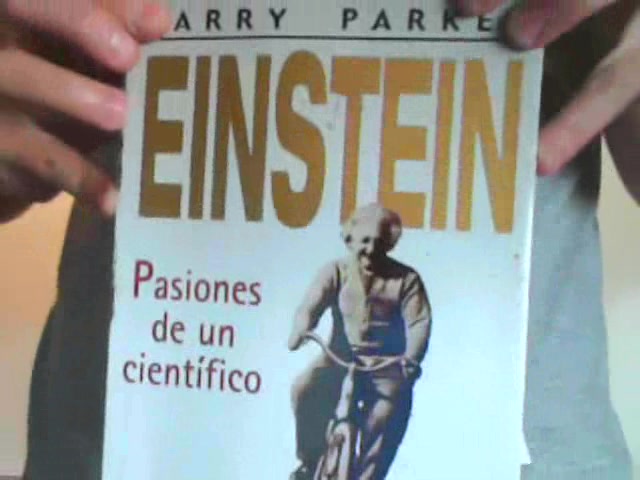 ARRY PARKE
EINSTEIN
Pasiones
de un
científico